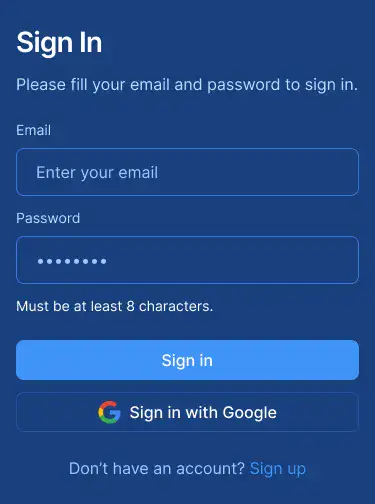 Sign In
Please fill your email and password to sign in.
Email
Enter your email
Password
••••••••
Must be at least 8 characters.
Sign in
Sign in with Google
Don’t have an account? Sign up